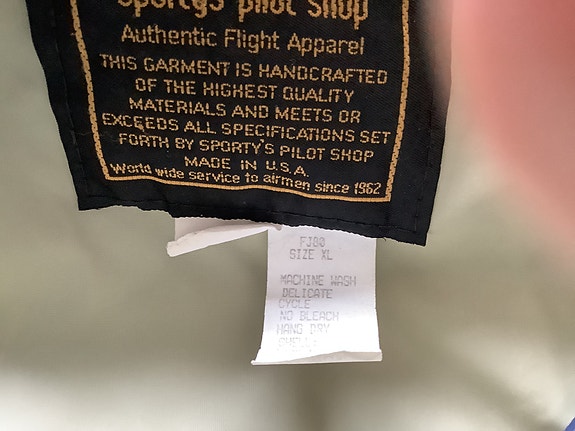 Sporty's pilot shop
Authentic Flight Apparel
THIS GARMENT IS HANDCRAFTED
OF THE HIGHEST QUALITY
MATERIALS AND MEETS OR
EXCEEDS ALL SPECIFICATIONS SET
FORTH BY SPORTY'S PILOT SHOP
MADE IN U.S.A.
World wide service to airmen since 1962
SIZE XL
MACHINE WASH
DELICATE
CYCLE
NO BLEACH
HANG DRY